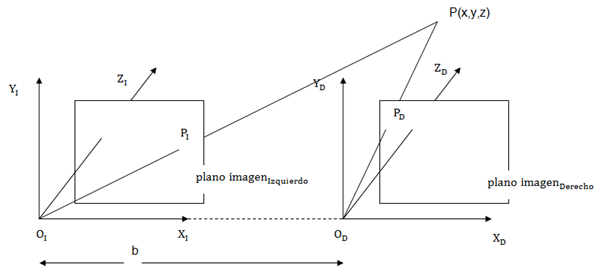 P(x,y,z)
Z_I
Z_D
Y_I
Y_D
P_I
P_D
plano imagen_Izquierdo
plano imagen_Derecho
O_I
X_I
O_D
X_D
b